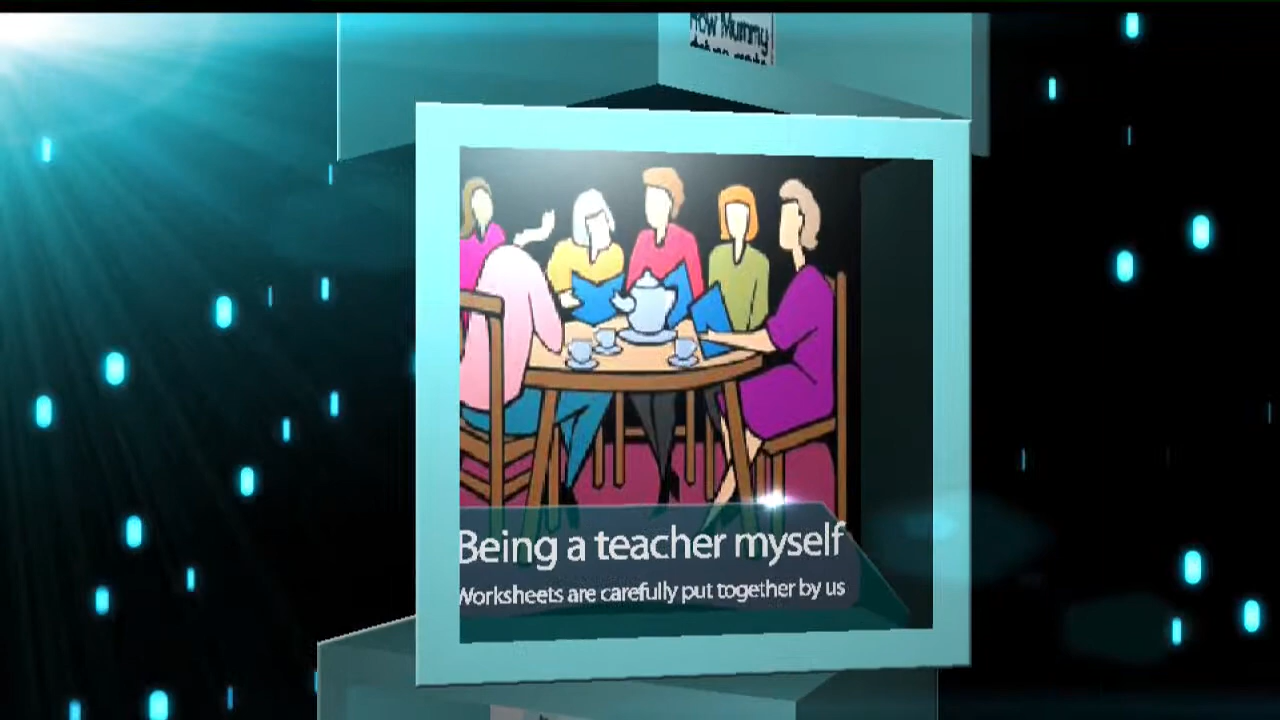 How Mummy
Being a teacher myself
Worksheets are carefully put together by us